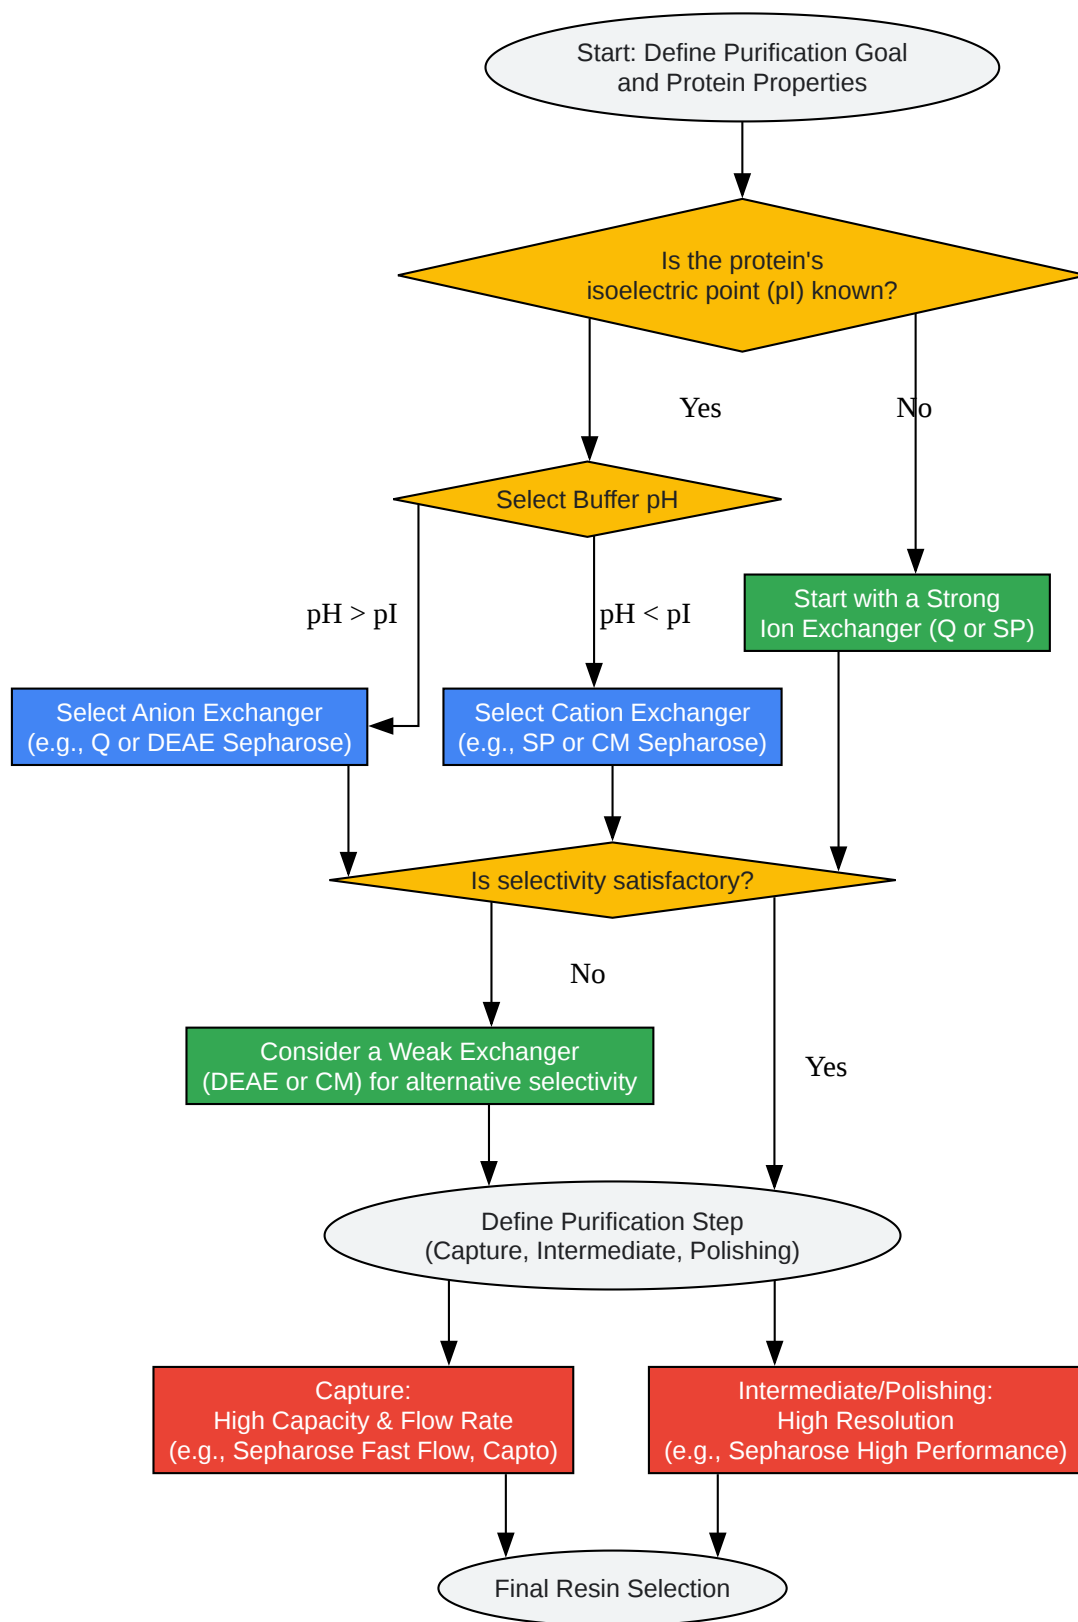 Start: Define Purification Goal
and Protein Properties
Is the protein's
isoelectric point (pI) known?
Yes
No
Select Buffer pH
pH > pI
pH < pI
Start with a Strong
Ion Exchanger (Q or SP)
Select Anion Exchanger
(e.g., Q or DEAE Sepharose)
Select Cation Exchanger
(e.g., SP or CM Sepharose)
Is selectivity satisfactory?
No
Consider a Weak Exchanger
(DEAE or CM) for alternative selectivity
Yes
Define Purification Step
(Capture, Intermediate, Polishing)
Capture:
High Capacity & Flow Rate
(e.g., Sepharose Fast Flow, Capto)
Intermediate/Polishing:
High Resolution
(e.g., Sepharose High Performance)
Final Resin Selection